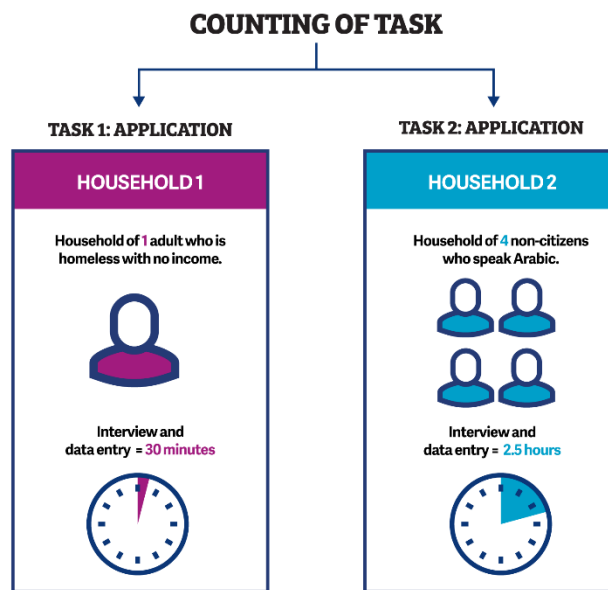 COUNTING OF TASK
TASK 1: APPLICATION
HOUSEHOLD 1
Household of 1 adult who is
homeless with no income.
Interview and
data entry = 30 minutes
TASK 2: APPLICATION
HOUSEHOLD 2
Household of 4 non-citizens
who speak Arabic.
Interview and
data entry = 2.5 hours